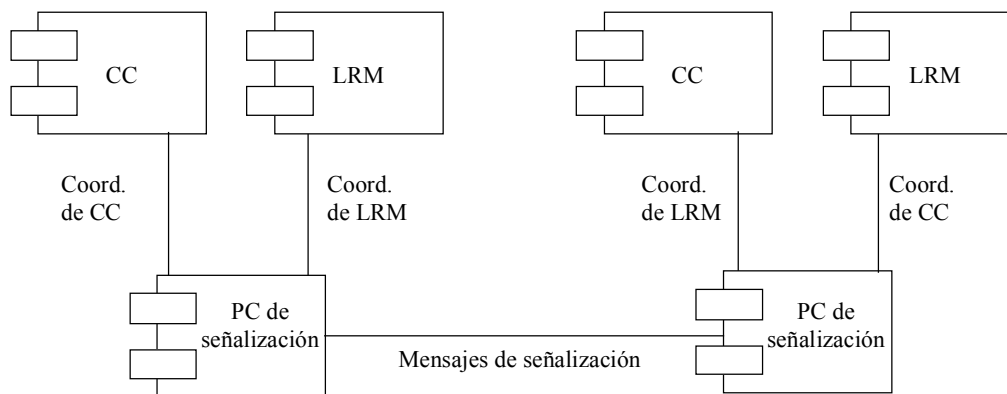 CC
LRM
CC
LRM
Coord.
de CC
Coord.
de LRM
Coord.
de LRM
Coord.
de CC
PC de
señalización
PC de
señalización
Mensajes de señalización